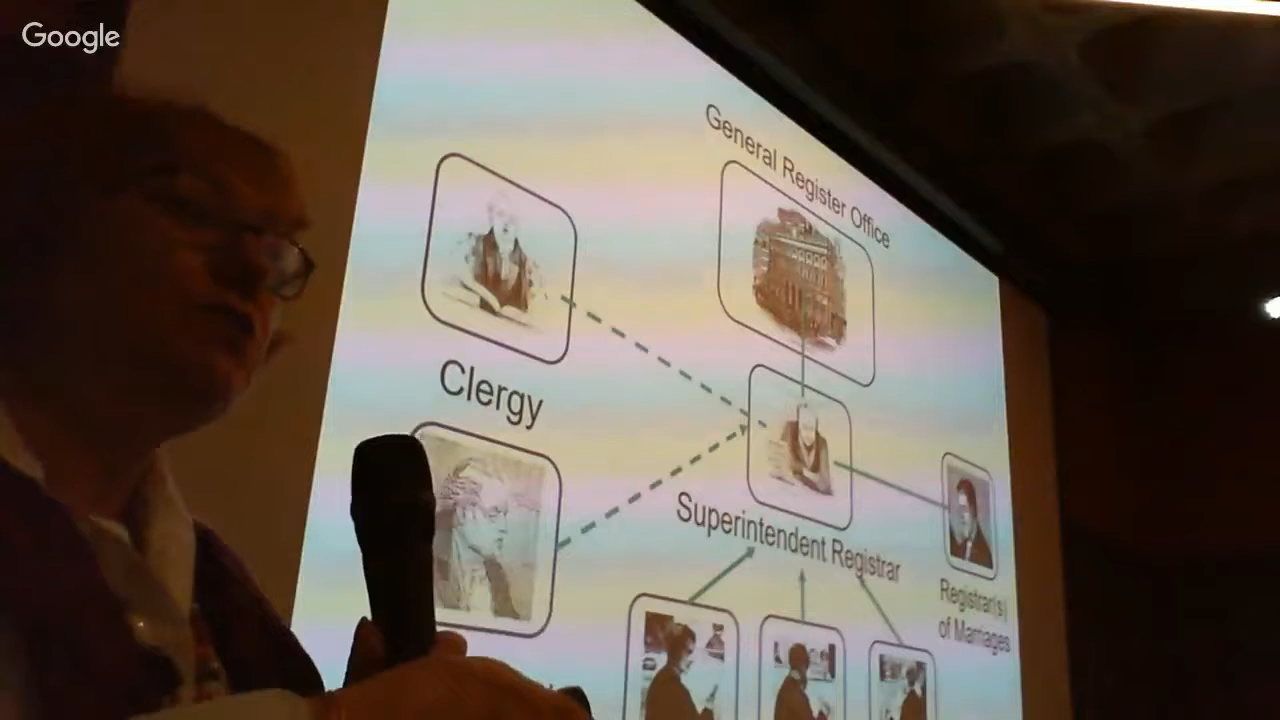 Google
General Register Office
Clergy
Superintendent Registrar
Registrar(s)
of Marriages